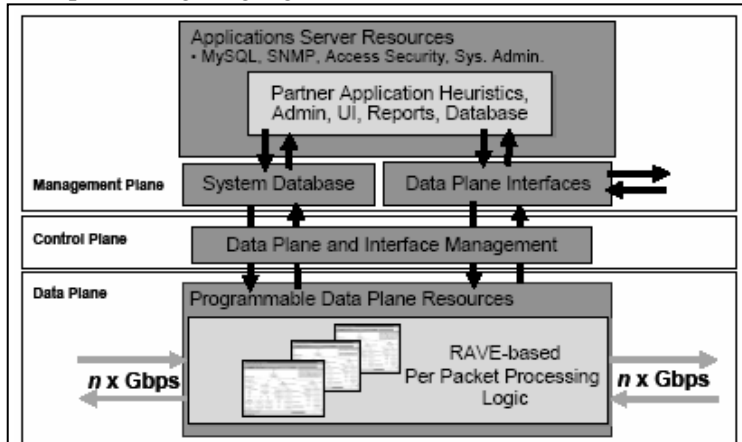 Applications Server Resources
- MySQL, SNMP, Access Security, Sys. Admin.
Partner Application Heuristics,
Admin, UI, Reports, Database
Management Plane
System Database
Data Plane Interfaces
Control Plane
Data Plane and Interface Management
Data Plane
Programmable Data Plane Resources
n x Gbps
RAVE-based
Per Packet Processing
Logic
n x Gbps